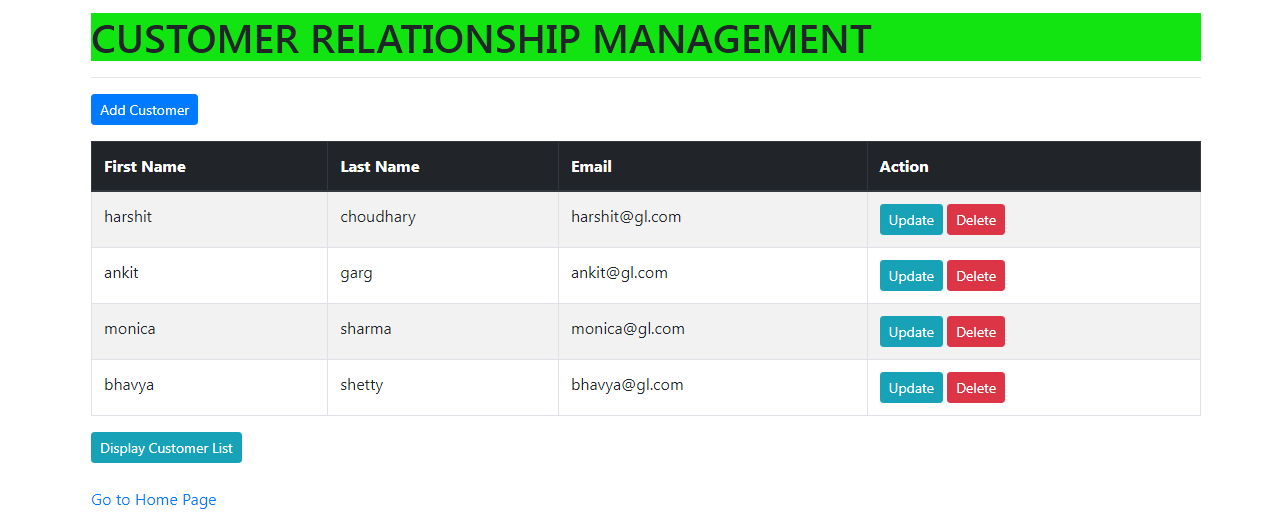 CUSTOMER RELATIONSHIP MANAGEMENT
Add Customer
First Name Last Name Email Action
harshit choudhary harshit@gl.com Update Delete
ankit garg ankit@gl.com Update Delete
monica sharma monica@gl.com Update Delete
bhavya shetty bhavya@gl.com Update Delete
Display Customer List
Go to Home Page